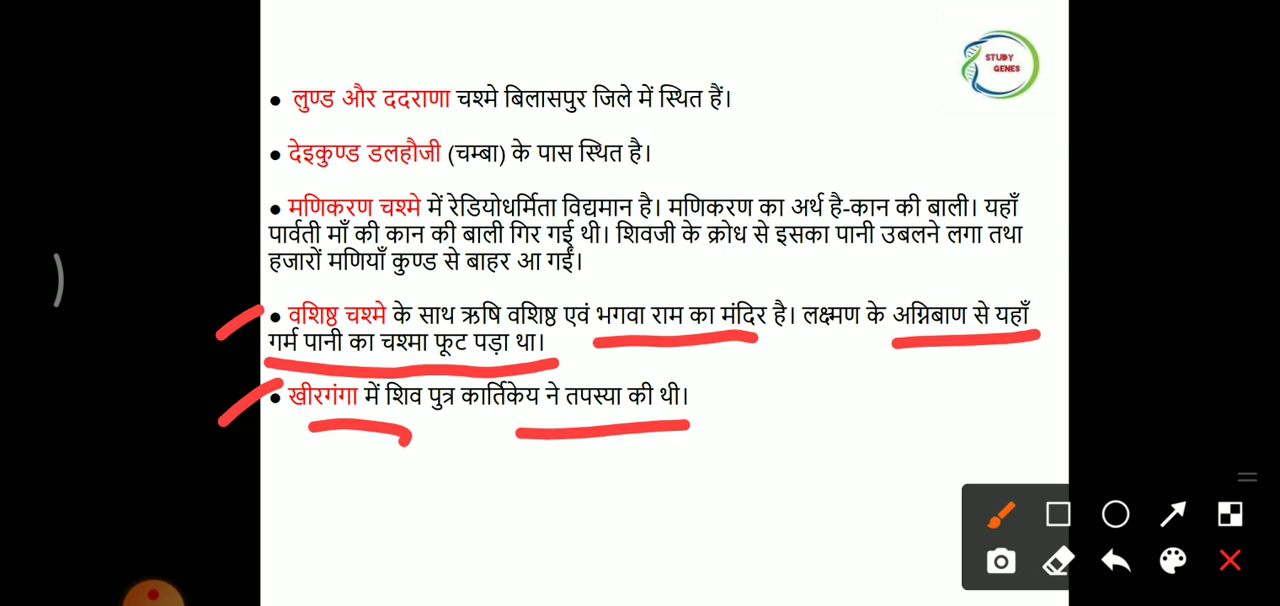 STUDY
GENES
● लुण्ड और ददराणा चश्मे बिलासपुर जिले में स्थित हैं।
● देइकुण्ड डलहौजी (चम्बा) के पास स्थित है।
● मणिकरण चश्मे में रेडियोधर्मिता विद्यमान है। मणिकरण का अर्थ है-कान की बाली। यहाँ
पार्वती माँ की कान की बाली गिर गई थी। शिवजी के क्रोध से इसका पानी उबलने लगा तथा
हजारों मणियाँ कुण्ड से बाहर आ गईं।
● वशिष्ठ चश्मे के साथ ऋषि वशिष्ठ एवं भगवा राम का मंदिर है। लक्ष्मण के अग्निबाण से यहाँ
गर्म पानी का चश्मा फूट पड़ा था।
● खीरगंगा में शिव पुत्र कार्तिकेय ने तपस्या की थी।